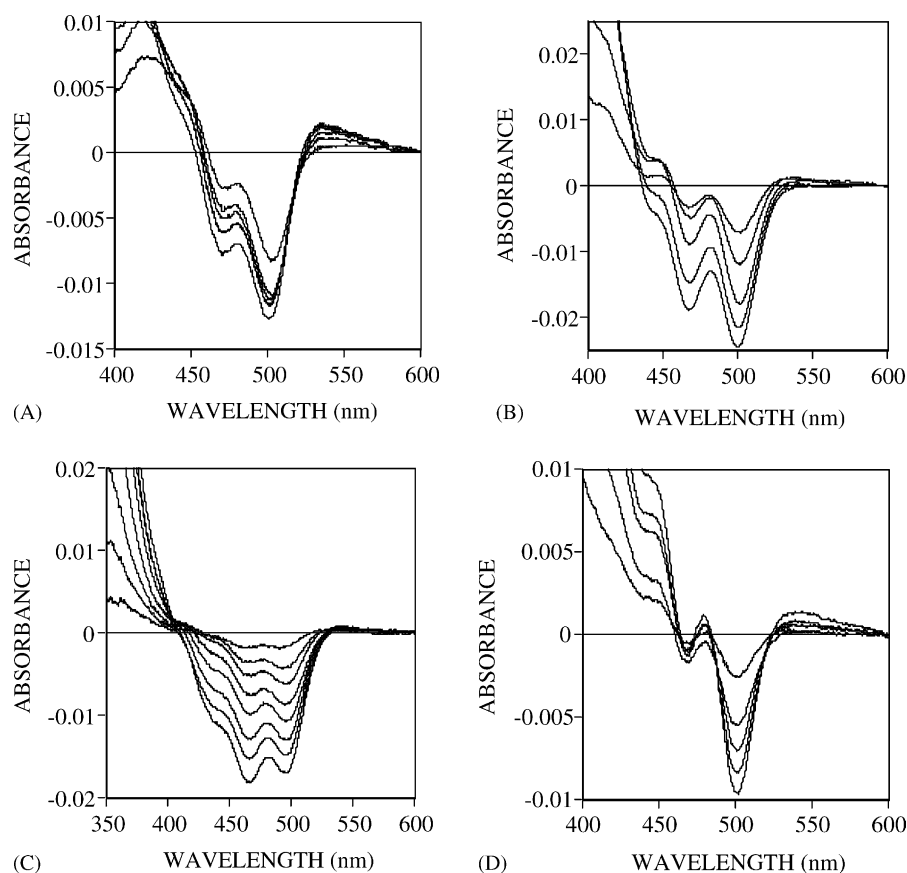 0.01
0.005
0
-0.005
-0.01
-0.015
ABSORBANCE
400 450 500 550 600
(A) WAVELENGTH (nm)
0.02
0.01
0
-0.01
-0.02
ABSORBANCE
400 450 500 550 600
(B) WAVELENGTH (nm)
0.02
0.01
0
-0.01
-0.02
ABSORBANCE
350 400 450 500 550 600
(C) WAVELENGTH (nm)
0.01
0.005
0
-0.005
-0.01
ABSORBANCE
400 450 500 550 600
(D) WAVELENGTH (nm)